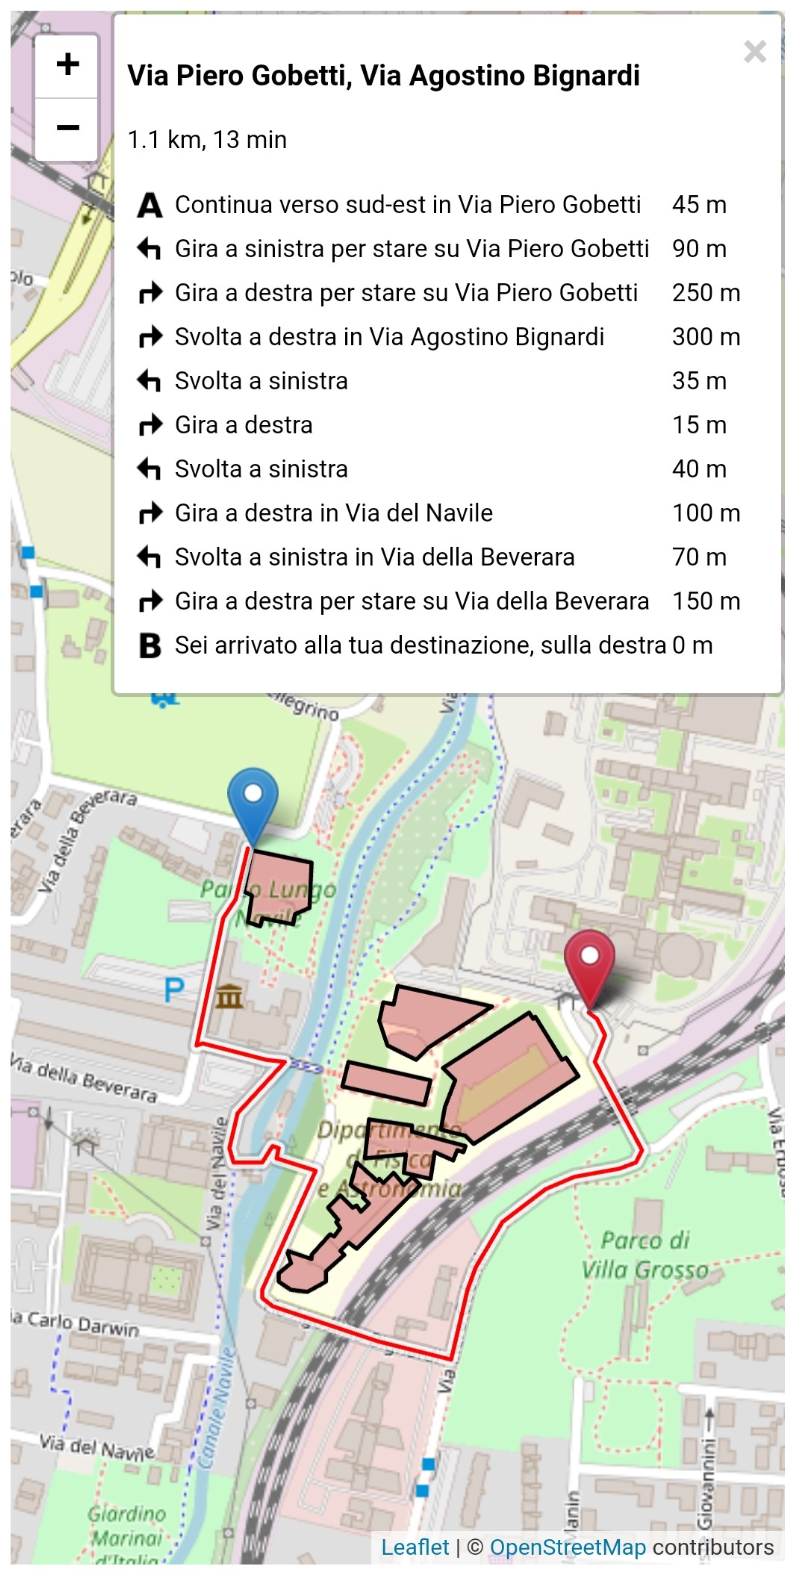 +
−
×
Via Piero Gobetti, Via Agostino Bignardi
1.1 km, 13 min
A Continua verso sud-est in Via Piero Gobetti 45 m
Gira a sinistra per stare su Via Piero Gobetti 90 m
Gira a destra per stare su Via Piero Gobetti 250 m
Svolta a destra in Via Agostino Bignardi 300 m
Svolta a sinistra 35 m
Gira a destra 15 m
Svolta a sinistra 40 m
Gira a destra in Via del Navile 100 m
Svolta a sinistra in Via della Beverara 70 m
Gira a destra per stare su Via della Beverara 150 m
B Sei arrivato alla tua destinazione, sulla destra 0 m
llegrino
Via
Via della Beverara
erara
Parco Lungo
Navile
P
Via della Beverara
Via del Navile
Dipartimento
di Fisica
e Astronomia
Parco di
Villa Grosso
Via Erbosa
Via Carlo Darwin
Canale Navile
Via
Via del Navile
Giovannini
Manin
Giardino
Marinai
d'Italia
Leaflet | © OpenStreetMap contributors